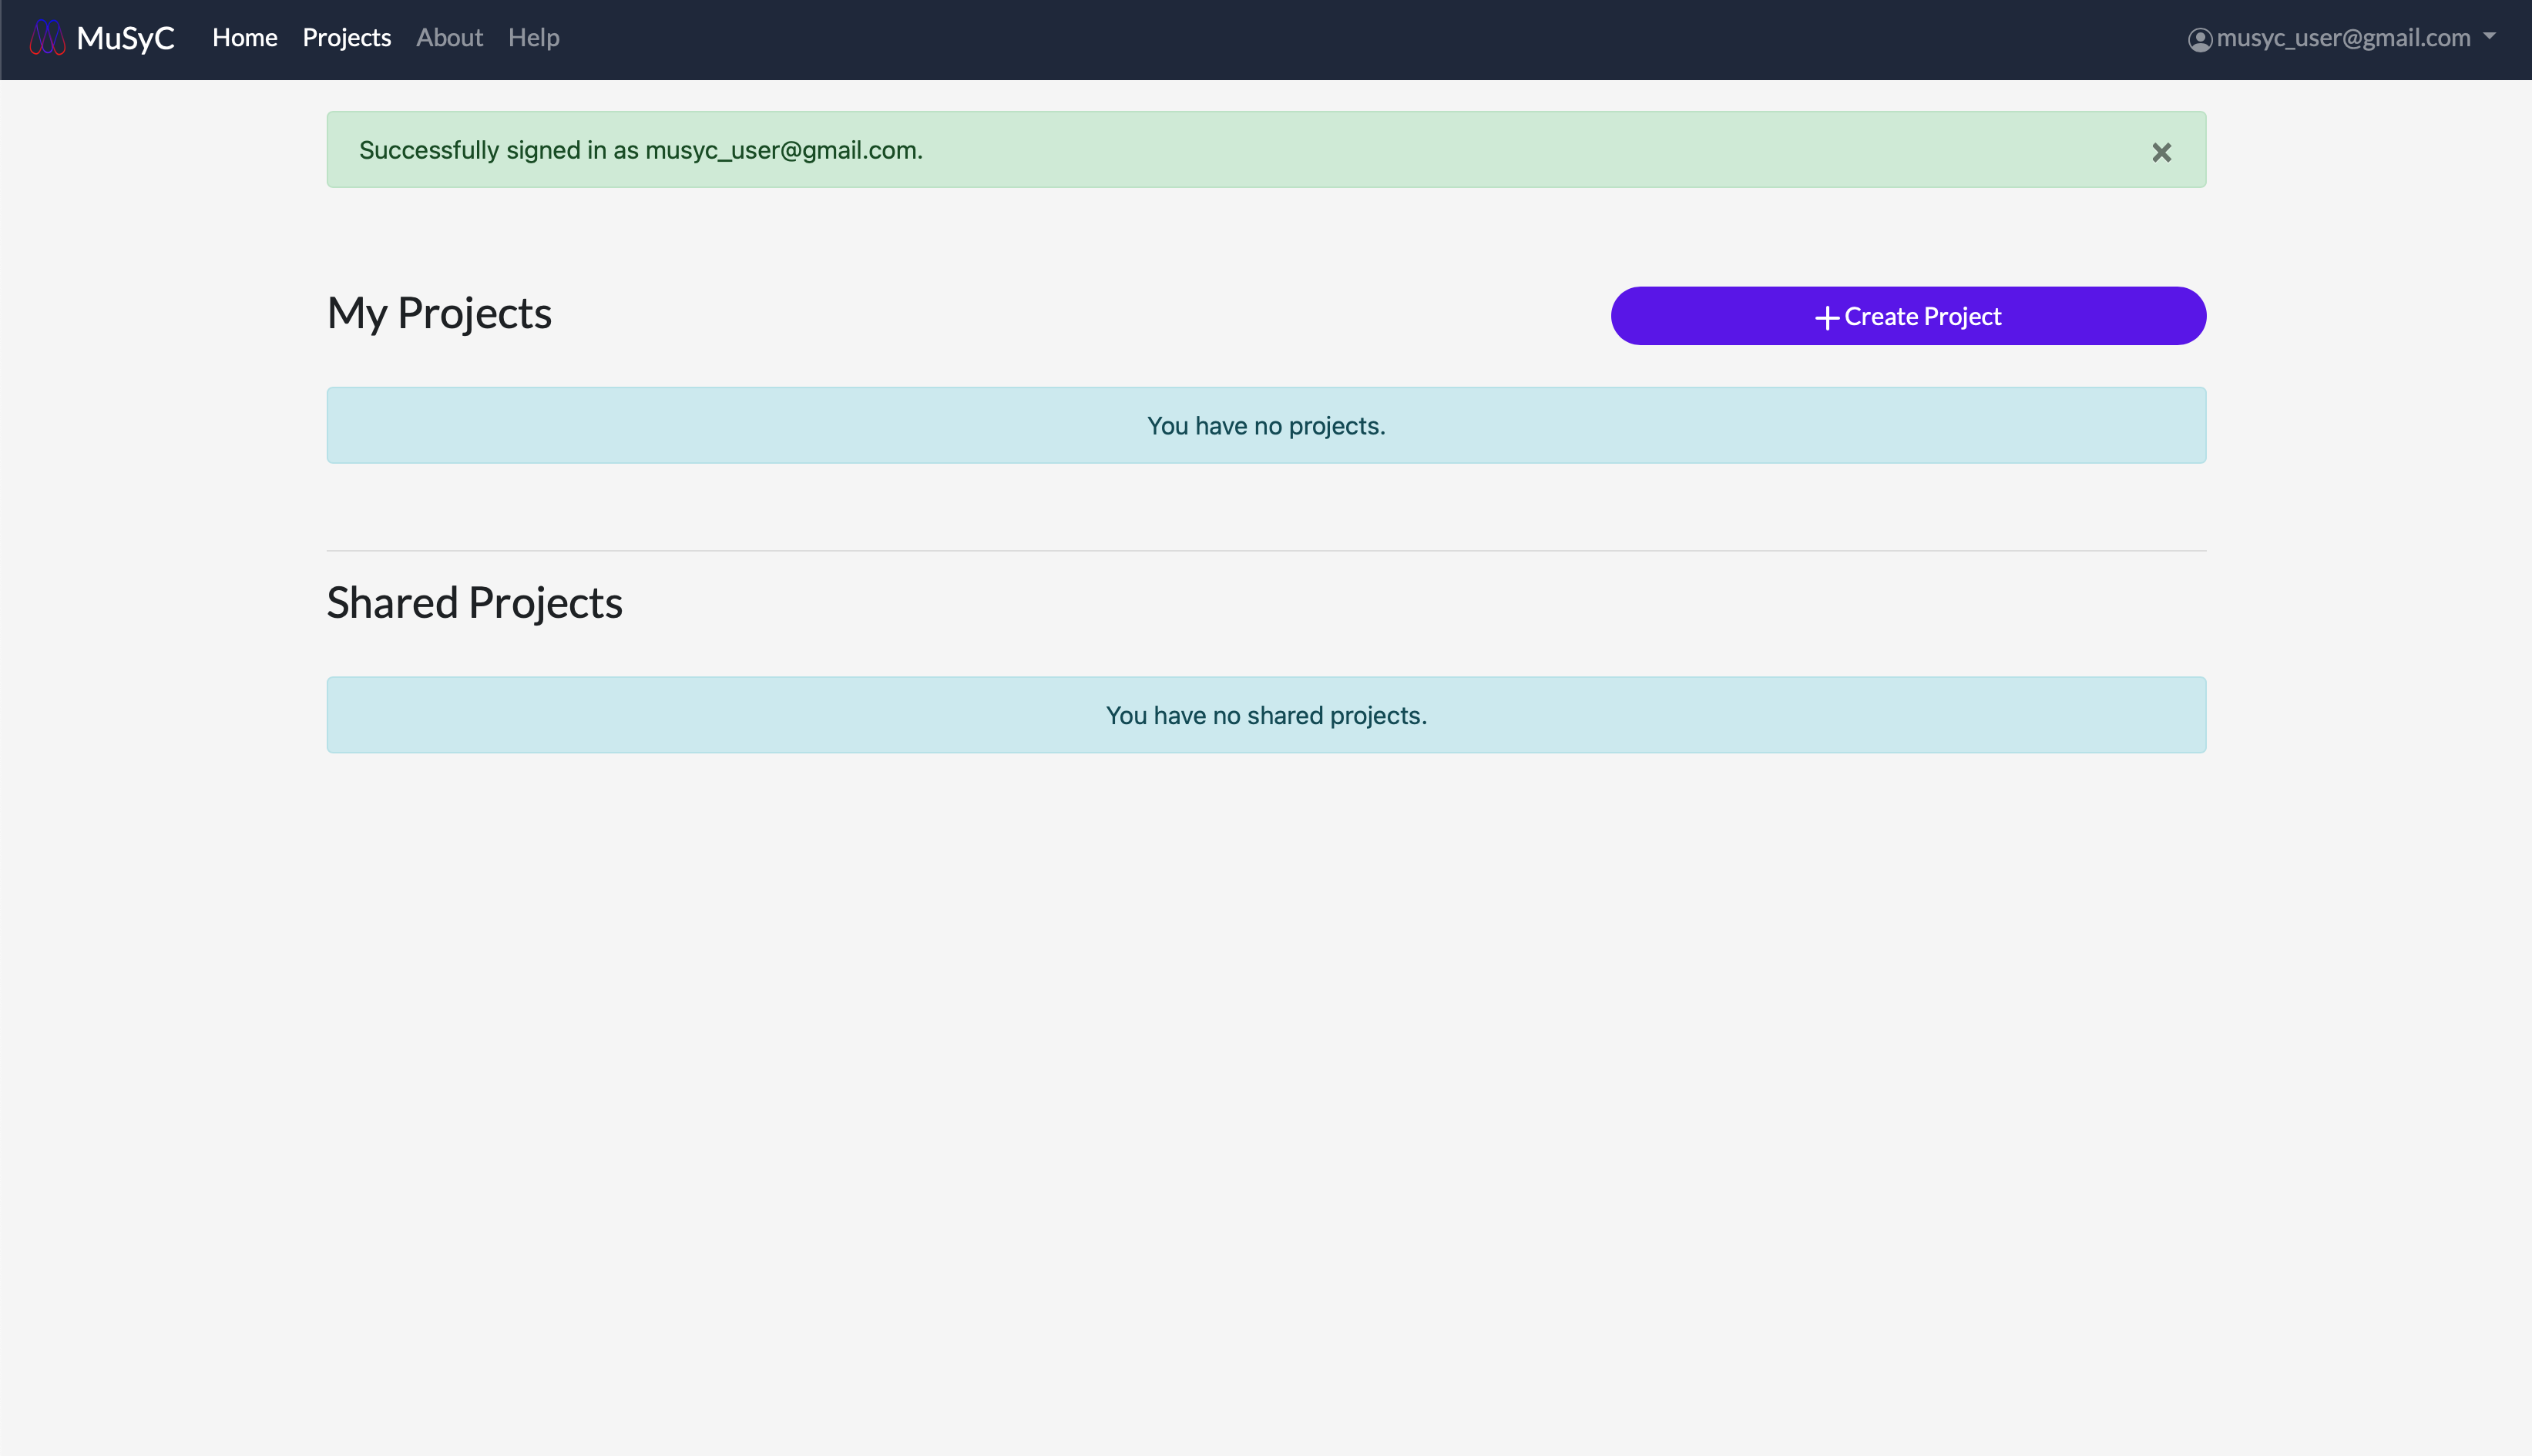 MuSyC Home Projects About Help musyc_user@gmail.com
Successfully signed in as musyc_user@gmail.com.
My Projects
Create Project
You have no projects.
Shared Projects
You have no shared projects.